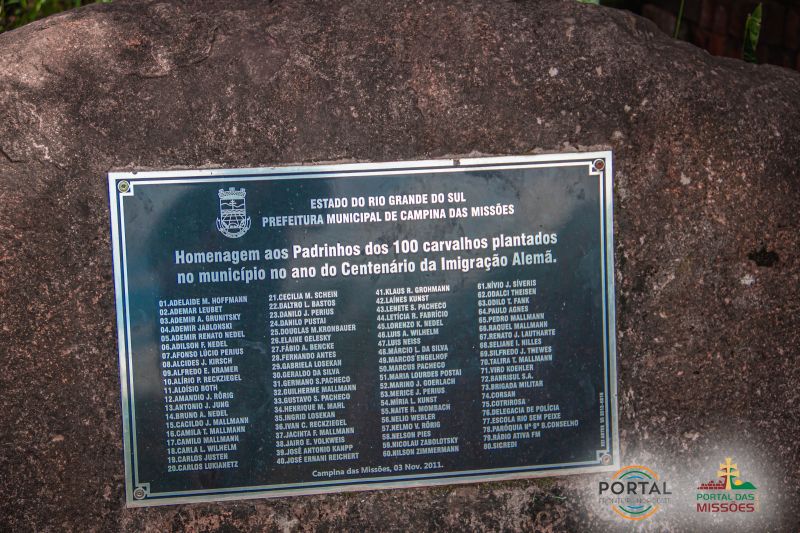 ESTADO DO RIO GRANDE DO SUL
PREFEITURA MUNICIPAL DE CAMPINA DAS MISSÕES
Homenagem aos Padrinhos dos 100 carvalhos plantados
no município no ano do Centenário da Imigração Alemã.
01.ADELAIDE M. HOFFMANN
02.ADEMAR LEUBET
03.ADEMIR A. GRUNITSKY
04.ADEMIR JABLONSKI
05.ADEMIR RENATO NEDEL
06.ADILSON F. NEDEL
07.AFONSO LÚCIO PERIUS
08.ALCIDES J. KIRSCH
09.ALFREDO E. KRAMER
10.ALÍRIO P. RECKZIEGEL
11.ALOÍSIO BOTH
12.AMANDIO J. RÖRIG
13.ANTONIO J. JUNG
14.BRUNO A. NEDEL
15.CACILDO J. MALLMANN
16.CAMILA T. MALLMANN
17.CAMILO MALLMANN
18.CARLA L. WILHELM
19.CARLOS JUSTEN
20.CARLOS LUKIANETZ
21.CECILIA M. SCHEIN
22.DALTRO L. BASTOS
23.DANILO J. PERIUS
24.DANILO PUSTAI
25.DOUGLAS M.KRONBAUER
26.ELAINE GELESKY
27.FÁBIO A. BENCKE
28.FERNANDO ANTES
29.GABRIELA LOSEKAN
30.GERALDO DA SILVA
31.GERMANO S.PACHECO
32.GUILHERME MALLMANN
33.GUSTAVO S.PACHECO
34.HENRIQUE M. MARL
35.INGRID LOSEKAN
36.IVAN C. RECKZIEGEL
37.JACINTA F. MALLMANN
38.JAIRO E. VOLKWEIS
39.JOSÉ ANTONIO KANPP
40.JOSÉ ERNANI REICHERT
41.KLAUS R. GROHMANN
42.LAÍNES KUNST
43.LENETE S. PACHECO
44.LETÍCIA R. FABRÍCIO
45.LORENZO K. NEDEL
46.LUIS A. WILHELM
47.LUIS NEISS
48.MÁRCIO L. DA SILVA
49.MARCOS ENGELHOF
50.MARCUS PACHECO
51.MARIA LOURDES POSTAI
52.MARINO J. OERLACH
53.MERICE J. PERIUS
54.MÍRIA L. KUNST
55.NAITE R. MOMBACH
56.NELIO WEBLER
57.NELMO V. RÖRIG
58.NELSON PIES
59.NICOLAU ZABOLOTSKY
60.NILSON ZIMMERMANN
61.NÍVIO J. SÍVERIS
62.ODALCI THEISEN
63.ODILO T. FANK
64.PAULO AGNES
65.PEDRO MALLMANN
66.RAQUEL MALLMANN
67.RENATO J. LAUTHARTE
68.SELIANE L. NILLES
69.SILFREDO J. THEWES
70.TALIRA T. MALLMANN
71.VIRO KOEHLER
72.BANRISUL S.A.
73.BRIGADA MILITAR
74.CORSAN
75.COTRIROSA
76.DELEGACIA DE POLÍCIA
77.ESCOLA RIO SEM PEIXE
78.PAROQUIA Nª Sª B.CONSELHO
79.RÁDIO ATIVA FM
80.SICREDI
Campina das Missões, 03 Nov. 2011.
PORTAL
FRONTEIRA NOROESTE
PORTAL DAS
MISSÕES